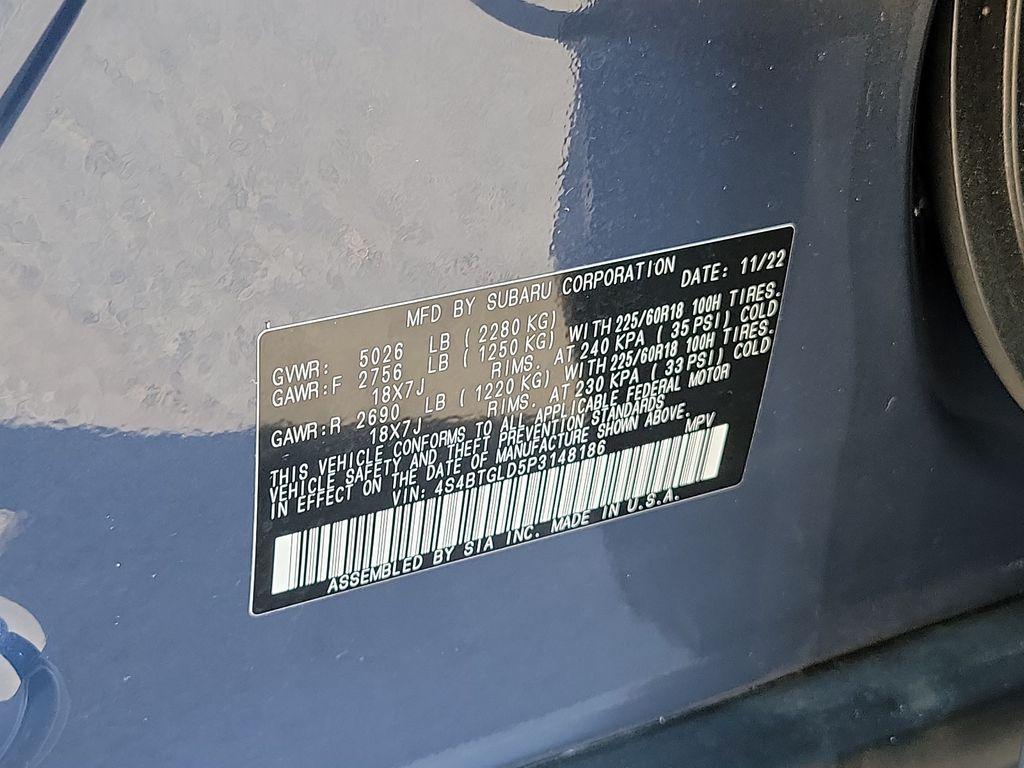 MFD BY SUBARU CORPORATION DATE: 11/22
GVWR: 5026 LB ( 2280 KG)
GAWR:F 2756 LB ( 1250 KG) WITH 225/60R18 100H TIRES.
18X7J RIMS. AT 240 KPA ( 35 PSI) COLD
GAWR:R 2690 LB ( 1220 KG) WITH 225/60R18 100H TIRES.
18X7J RIMS. AT 230 KPA ( 33 PSI) COLD
THIS VEHICLE CONFORMS TO ALL APPLICABLE FEDERAL MOTOR
VEHICLE SAFETY AND THEFT PREVENTION STANDARDS
IN EFFECT ON THE DATE OF MANUFACTURE SHOWN ABOVE.
VIN: 4S4BTGLD5P3148186 MPV
ASSEMBLED BY SIA INC. MADE IN U.S.A.